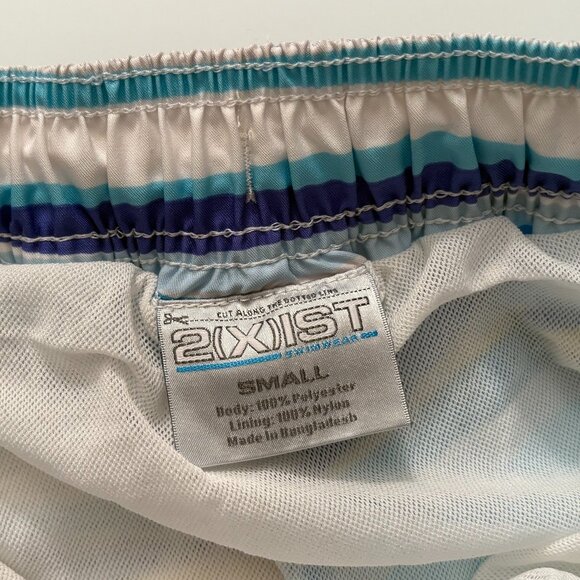 CUT ALONG THE DOTTED LINE
2(X)IST
SWIMWEAR
SMALL
Body: 100% Polyester
Lining: 100% Nylon
Made in Bangladesh